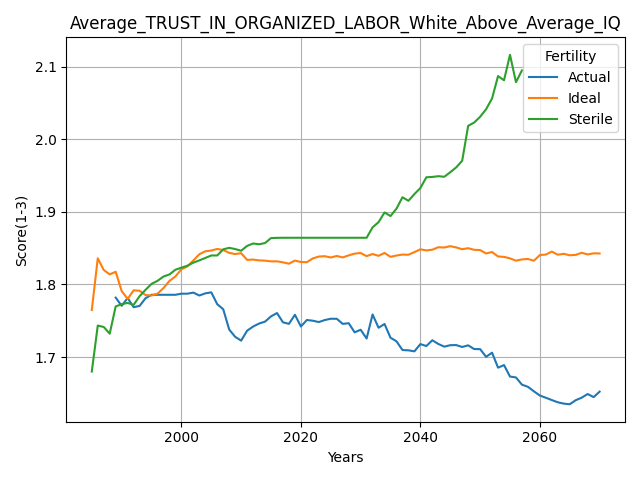 Average_TRUST_IN_ORGANIZED_LABOR_White_Above_Average_IQ
Fertility
Actual
Ideal
Sterile
Score(1-3)
2.1
2.0
1.9
1.8
1.7
2000
2020
2040
2060
Years